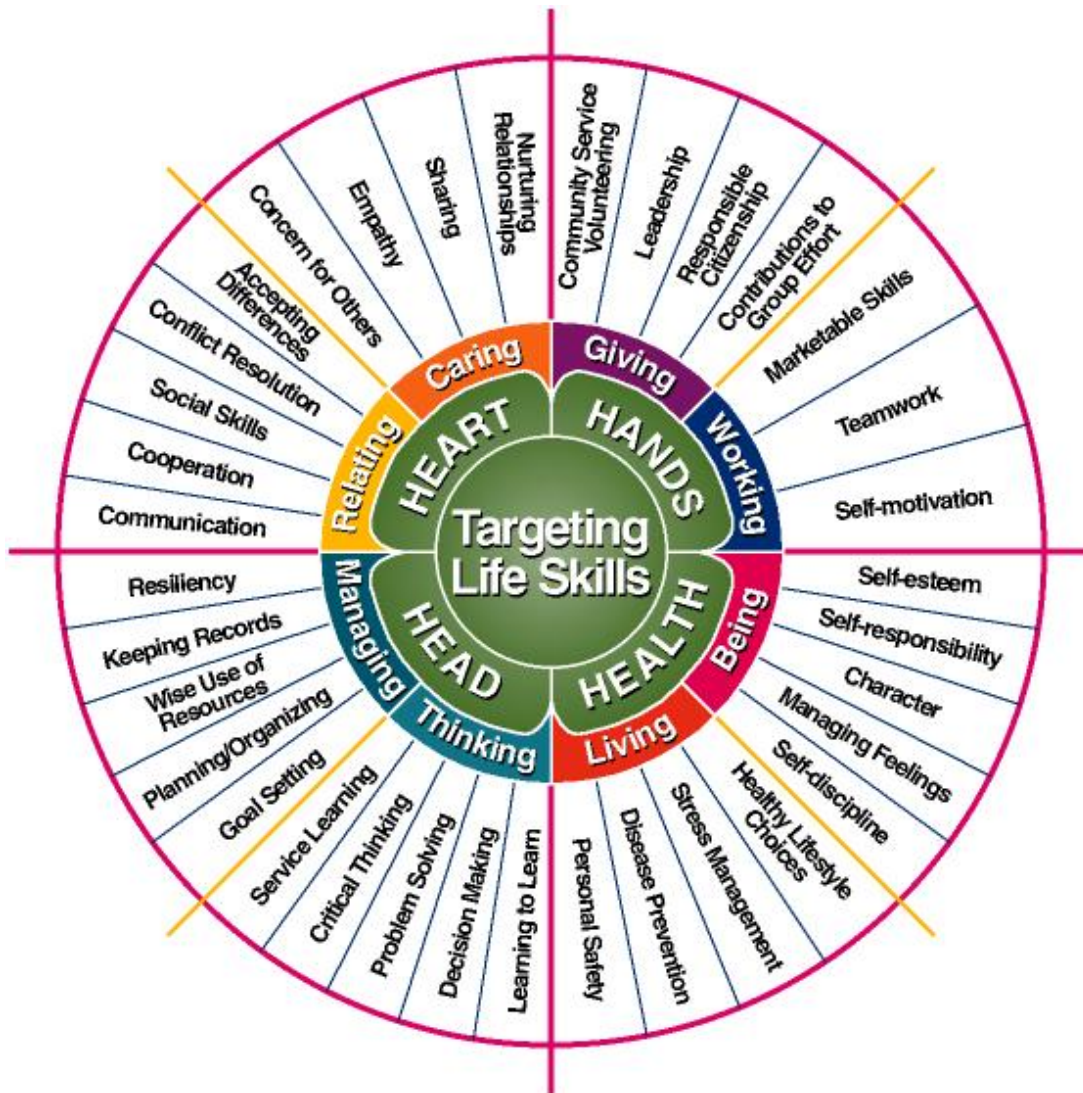 Targeting
Life Skills
HEART
HANDS
HEALTH
HEAD
Caring
Giving
Working
Being
Living
Thinking
Managing
Relating
Community Service
Volunteering
Leadership
Responsible
Citizenship
Contributions to
Group Effort
Marketable Skills
Teamwork
Self-motivation
Self-esteem
Self-responsibility
Character
Managing Feelings
Self-discipline
Healthy Lifestyle
Choices
Stress Management
Disease Prevention
Personal Safety
Learning to Learn
Decision Making
Problem Solving
Critical Thinking
Service Learning
Goal Setting
Planning/Organizing
Wise Use of
Resources
Keeping Records
Resiliency
Communication
Cooperation
Social Skills
Conflict Resolution
Accepting
Differences
Concern for Others
Empathy
Sharing
Nurturing
Relationships